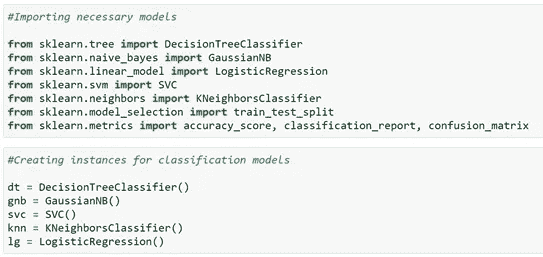 #Importing necessary models
from sklearn.tree import DecisionTreeClassifier
from sklearn.naive_bayes import GaussianNB
from sklearn.linear_model import LogisticRegression
from sklearn.svm import SVC
from sklearn.neighbors import KNeighborsClassifier
from sklearn.model_selection import train_test_split
from sklearn.metrics import accuracy_score, classification_report, confusion_matrix
#Creating instances for classification models
dt = DecisionTreeClassifier()
gnb = GaussianNB()
svc = SVC()
knn = KNeighborsClassifier()
lg = LogisticRegression()